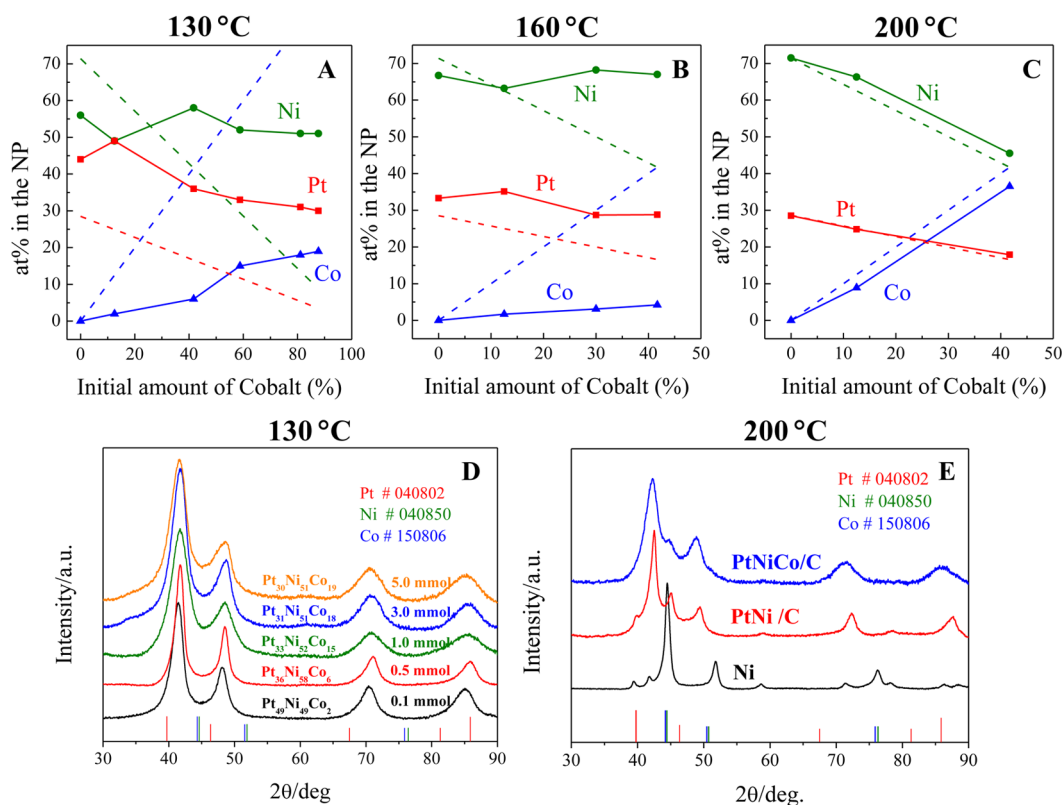 130 °C
160 °C
200 °C
A
B
C
at% in the NP
70
60
50
40
30
20
10
0
Ni
Pt
Co
0 20 40 60 80 100
Initial amount of Cobalt (%)
at% in the NP
70
60
50
40
30
20
10
0
Ni
Pt
Co
0 10 20 30 40 50
Initial amount of Cobalt (%)
at% in the NP
70
60
50
40
30
20
10
0
Ni
Pt
Co
0 10 20 30 40 50
Initial amount of Cobalt (%)
130 °C
D
Intensity/a.u.
Pt # 040802
Ni # 040850
Co # 150806
Pt30Ni51Co19 5.0 mmol
Pt31Ni51Co18 3.0 mmol
Pt33Ni52Co15 1.0 mmol
Pt36Ni58Co6 0.5 mmol
Pt49Ni49Co2 0.1 mmol
30 40 50 60 70 80 90
2θ/deg
200 °C
E
Intensity/a.u.
Pt # 040802
Ni # 040850
Co # 150806
PtNiCo/C
PtNi /C
Ni
30 40 50 60 70 80 90
2θ/deg.